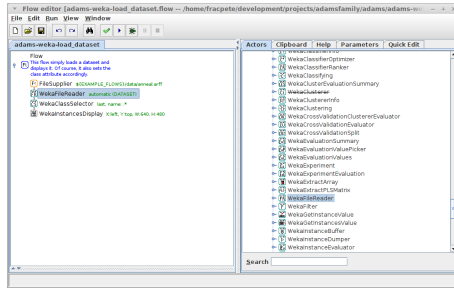 Flow editor [adams-weka-load_dataset.flow -- /home/fracpete/development/projects/adamsfamily/adams/adams-we
File Edit Run View Window
adams-weka-load_dataset
Flow
This flow simply loads a dataset and
displays it. Of course, it also sets the
class attribute accordingly.
FileSupplier
WekaFileReader automatic (DATASET)
WekaClassSelector last, name: *
WekaInstancesDisplay X:left, Y:top, W:640, H:480
Actors Clipboard Help Parameters Quick Edit
WekaClassifierOptimizer
WekaClassifierRanker
WekaClassifying
WekaClusterEvaluationSummary
WekaClusterer
WekaClustererInfo
WekaClustering
WekaCrossValidationClustererEvaluator
WekaCrossValidationEvaluator
WekaCrossValidationSplit
WekaEvaluationSummary
WekaEvaluationValuePicker
WekaEvaluationValues
WekaExperiment
WekaExperimentEvaluation
WekaExtractArray
WekaExtractPLSMatrix
WekaFileReader
WekaFilter
WekaGetInstancesValue
WekaInstanceBuffer
WekaInstanceDumper
WekaInstanceEvaluator
Search